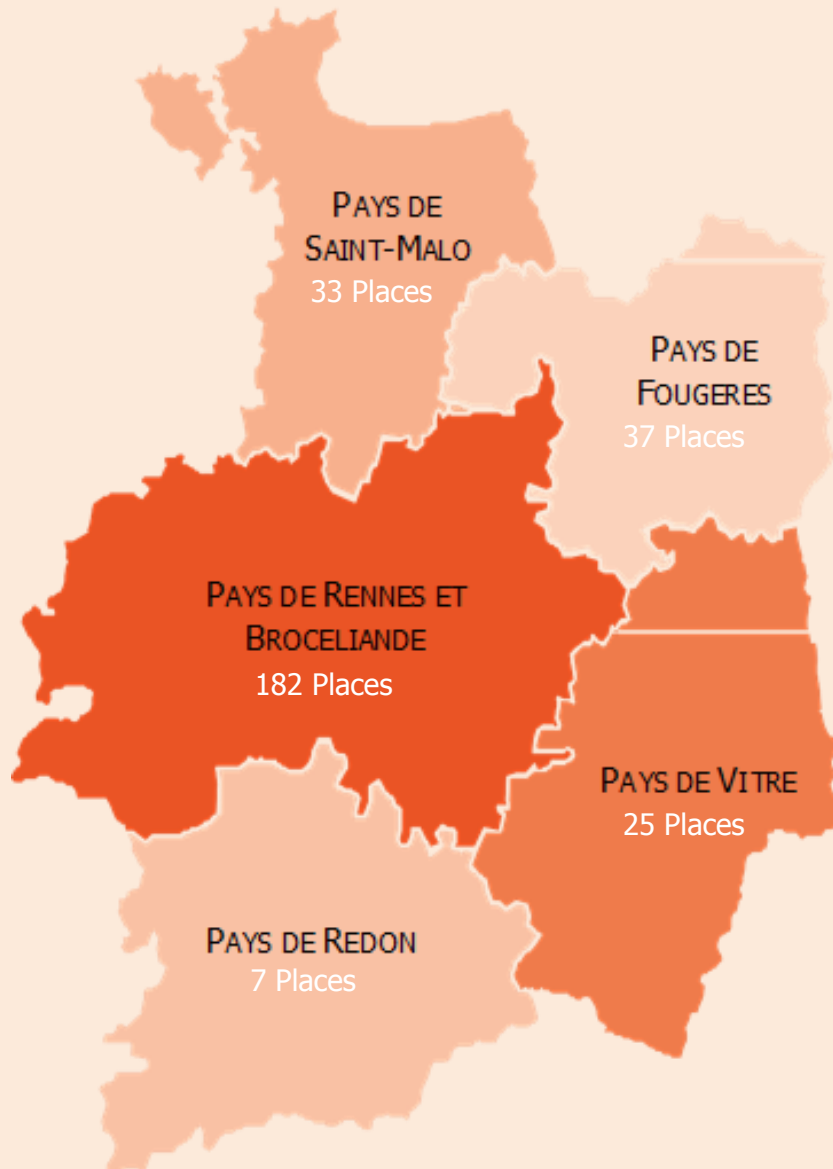 PAYS DE
SAINT-MALO
33 Places
PAYS DE
FOUGERES
37 Places
PAYS DE RENNES ET
BROCELIANDE
182 Places
PAYS DE VITRE
25 Places
PAYS DE REDON
7 Places